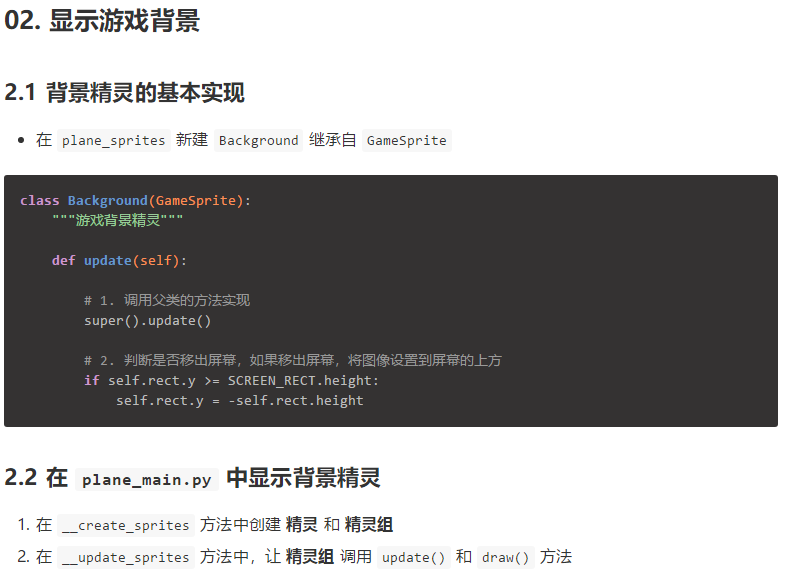 02. 显示游戏背景
2.1 背景精灵的基本实现
• 在 plane_sprites 新建 Background 继承自 GameSprite
class Background(GameSprite):
    """游戏背景精灵"""
    def update(self):
        # 1. 调用父类的方法实现
        super().update()
        # 2. 判断是否移出屏幕，如果移出屏幕，将图像设置到屏幕的上方
        if self.rect.y >= SCREEN_RECT.height:
            self.rect.y = -self.rect.height
2.2 在 plane_main.py 中显示背景精灵
1. 在 __create_sprites 方法中创建 精灵 和 精灵组
2. 在 __update_sprites 方法中，让 精灵组 调用 update() 和 draw() 方法